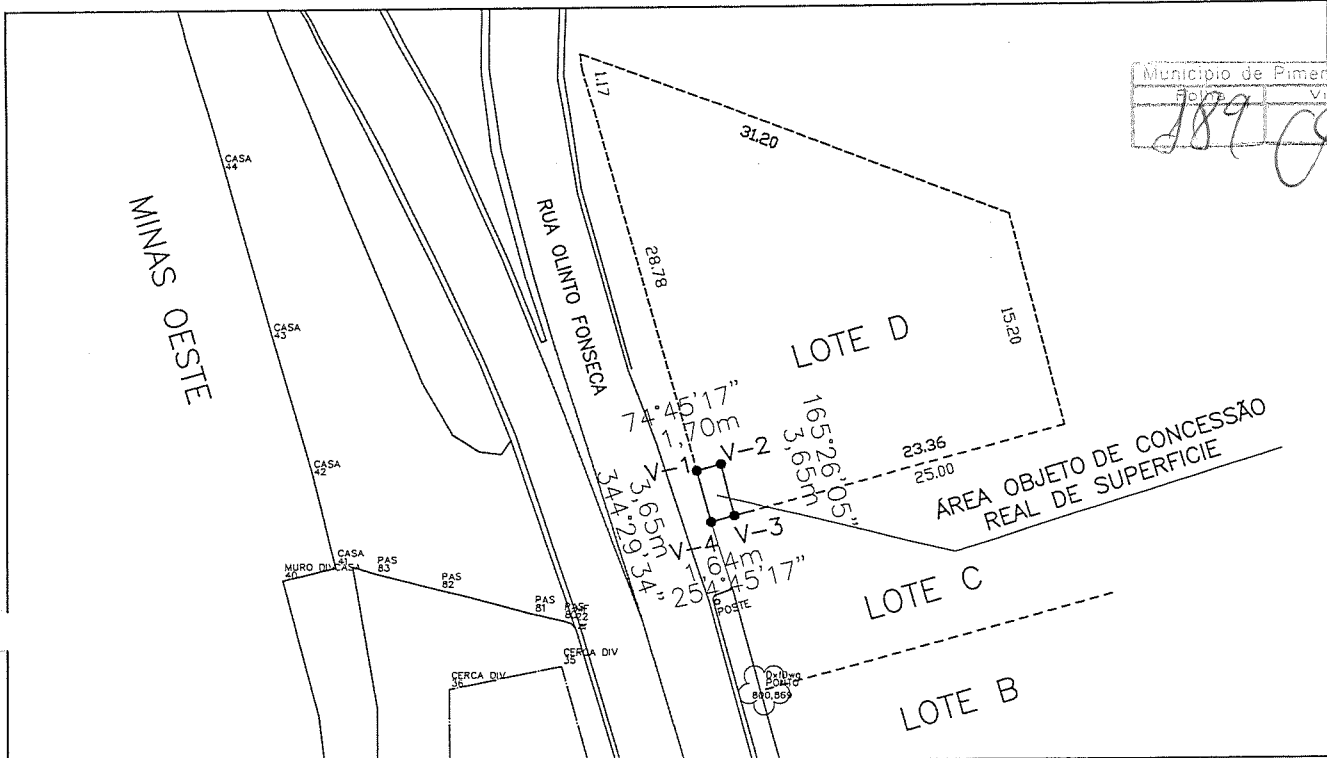 Município de Pimen
Folha
Vi
189
1.17
31.20
CASA
44
MINAS OESTE
RUA OLINTO FONSECA
28.78
CASA
43
LOTE D
15.20
74°45'17"
1,70m
165°26'05"
3,65m
V-1
V-2
23.36
25.00
ÁREA OBJETO DE CONCESSÃO
REAL DE SUPERFICIE
CASA
42
3,65m
344°29'34"
V-3
V-4
1,64m
254°45'17"
CASA
41
MURO DIV
40
CASA
PAS
83
PAS
82
PAS
81
POSTE
LOTE C
CERCA DIV
35
CERCA DIV
36
PONTO
800,869
LOTE B